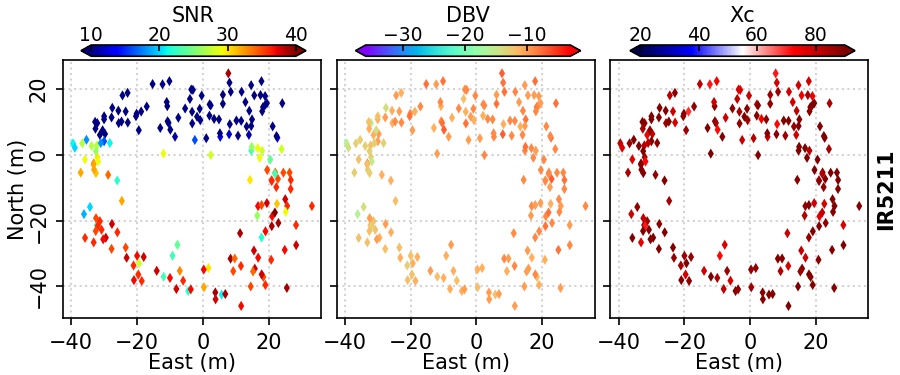 SNR DBV Xc
10 20 30 40 −30 −20 −10 20 40 60 80
20
0
−20
−40
North (m)
−40 −20 0 20 −40 −20 0 20 −40 −20 0 20
East (m) East (m) East (m)
IR5211